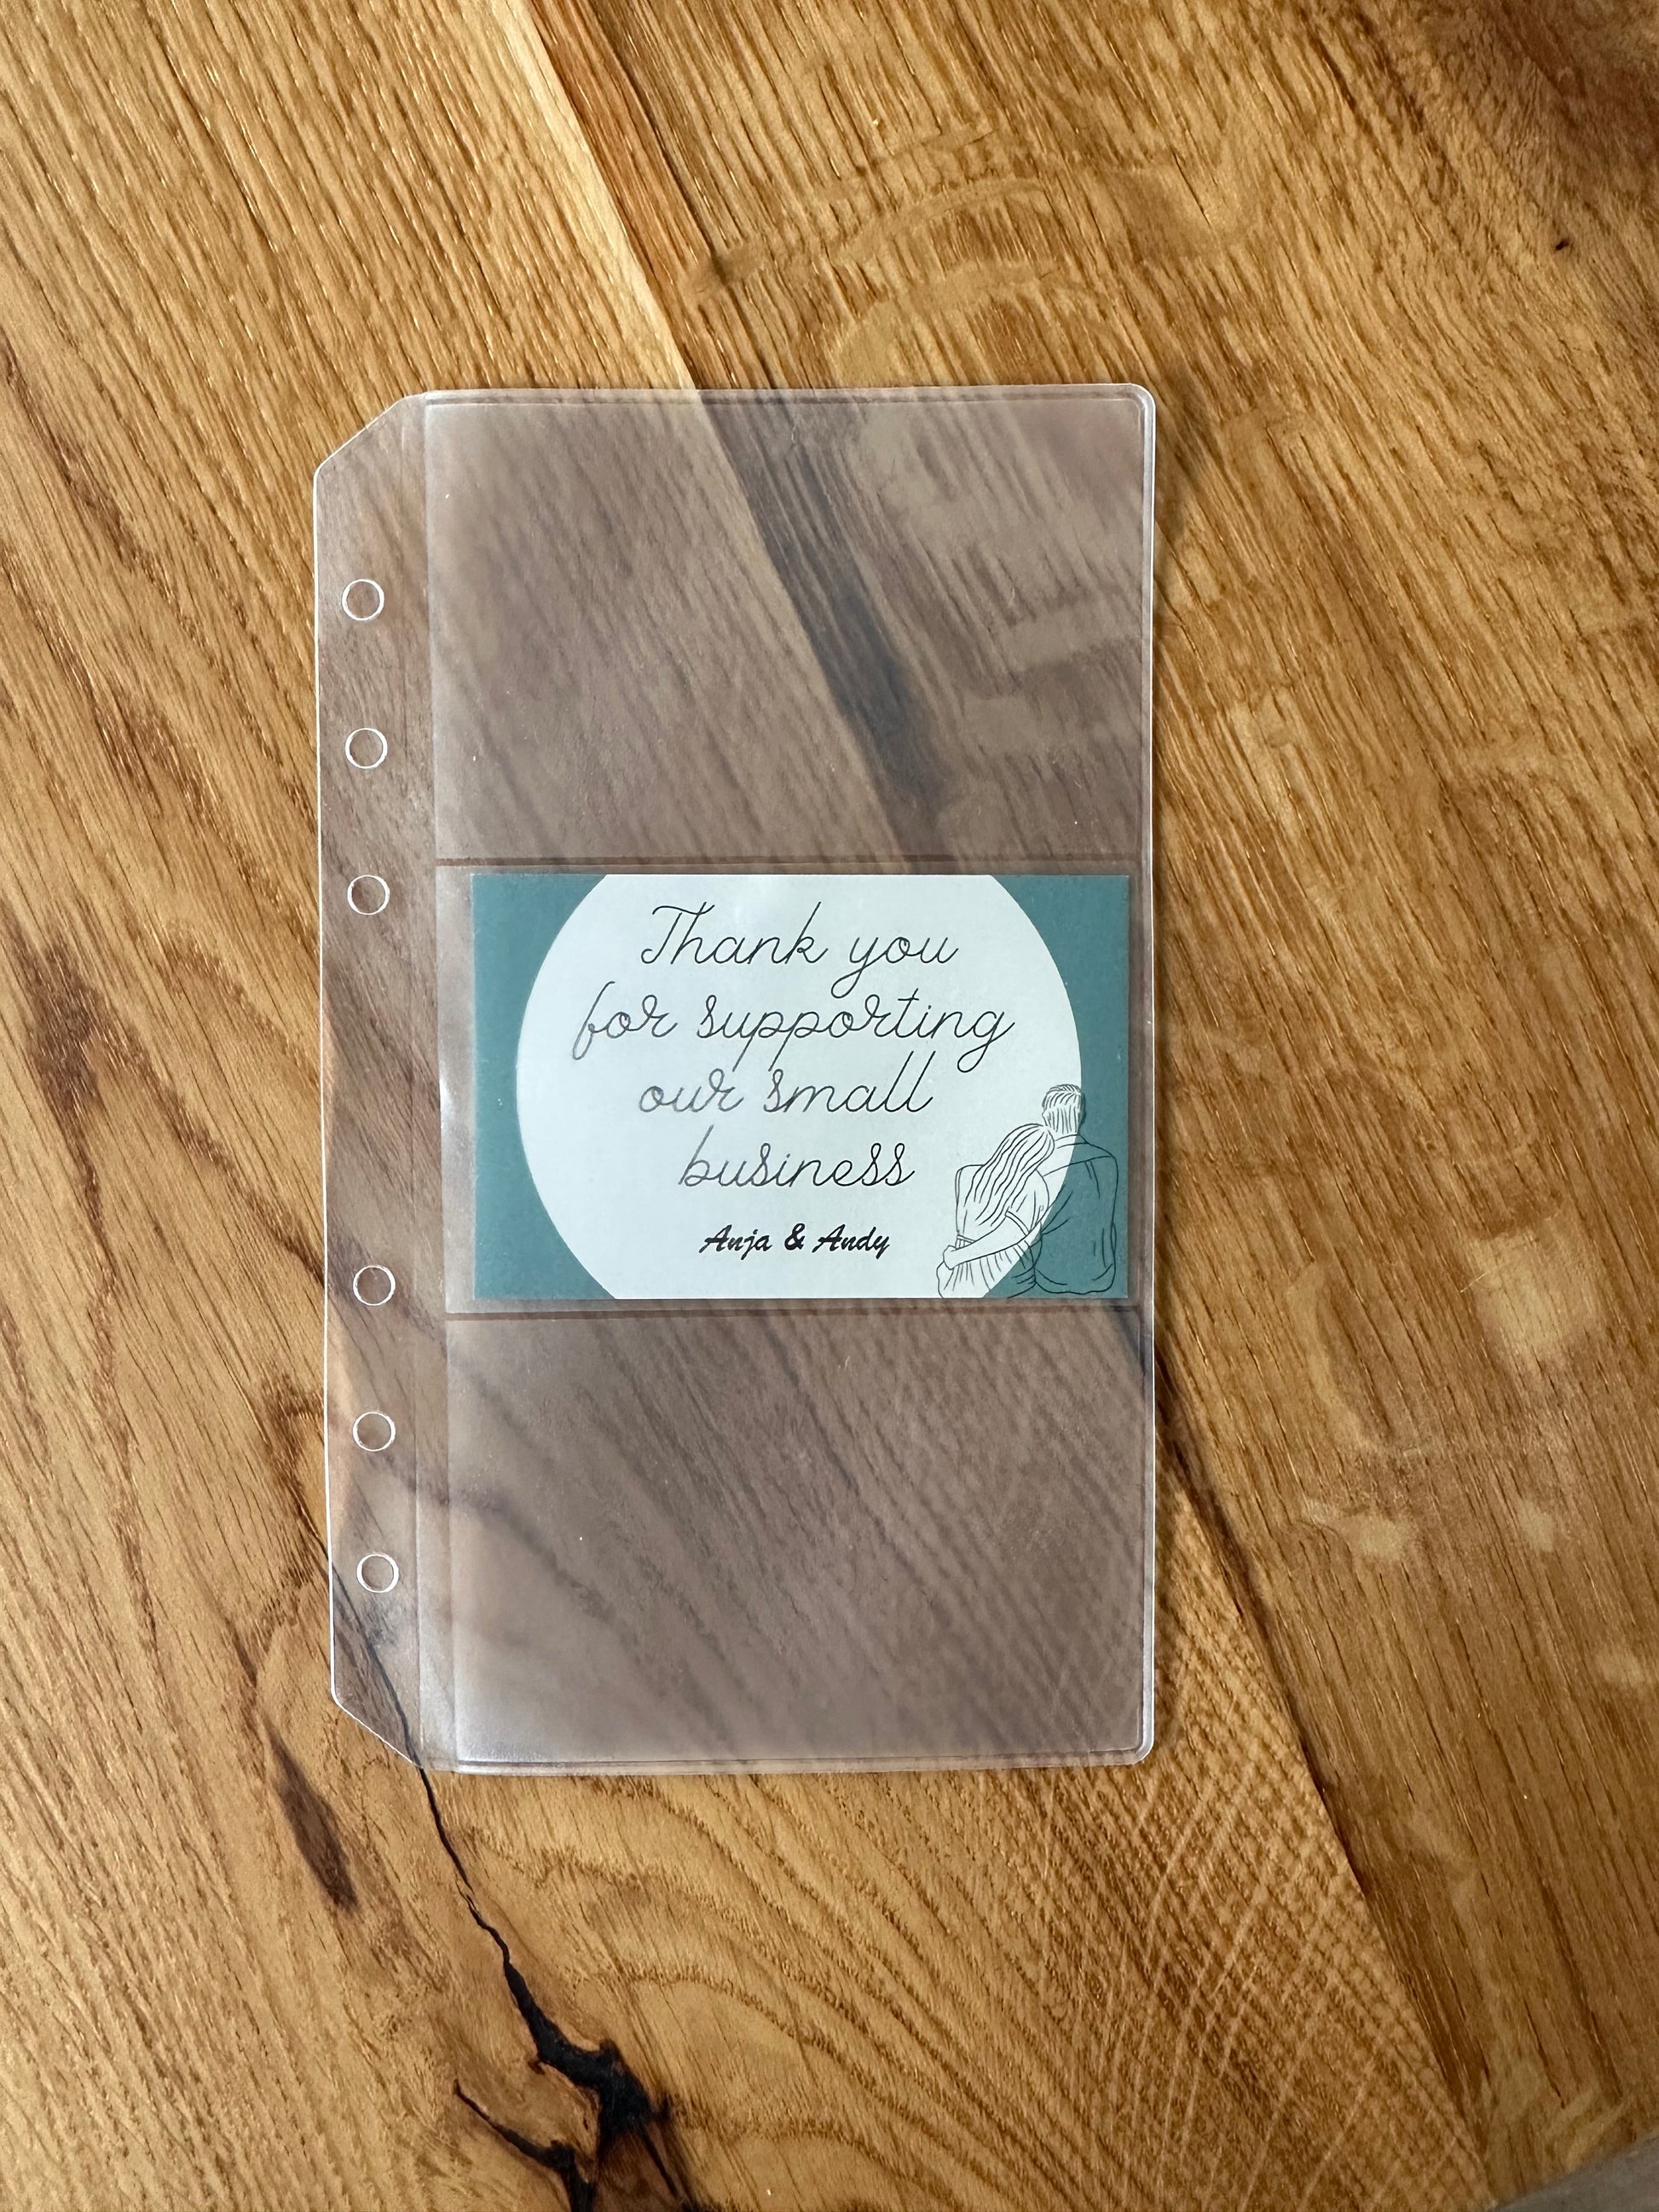 Thank you
for supporting
our small
business
Anja & Andy